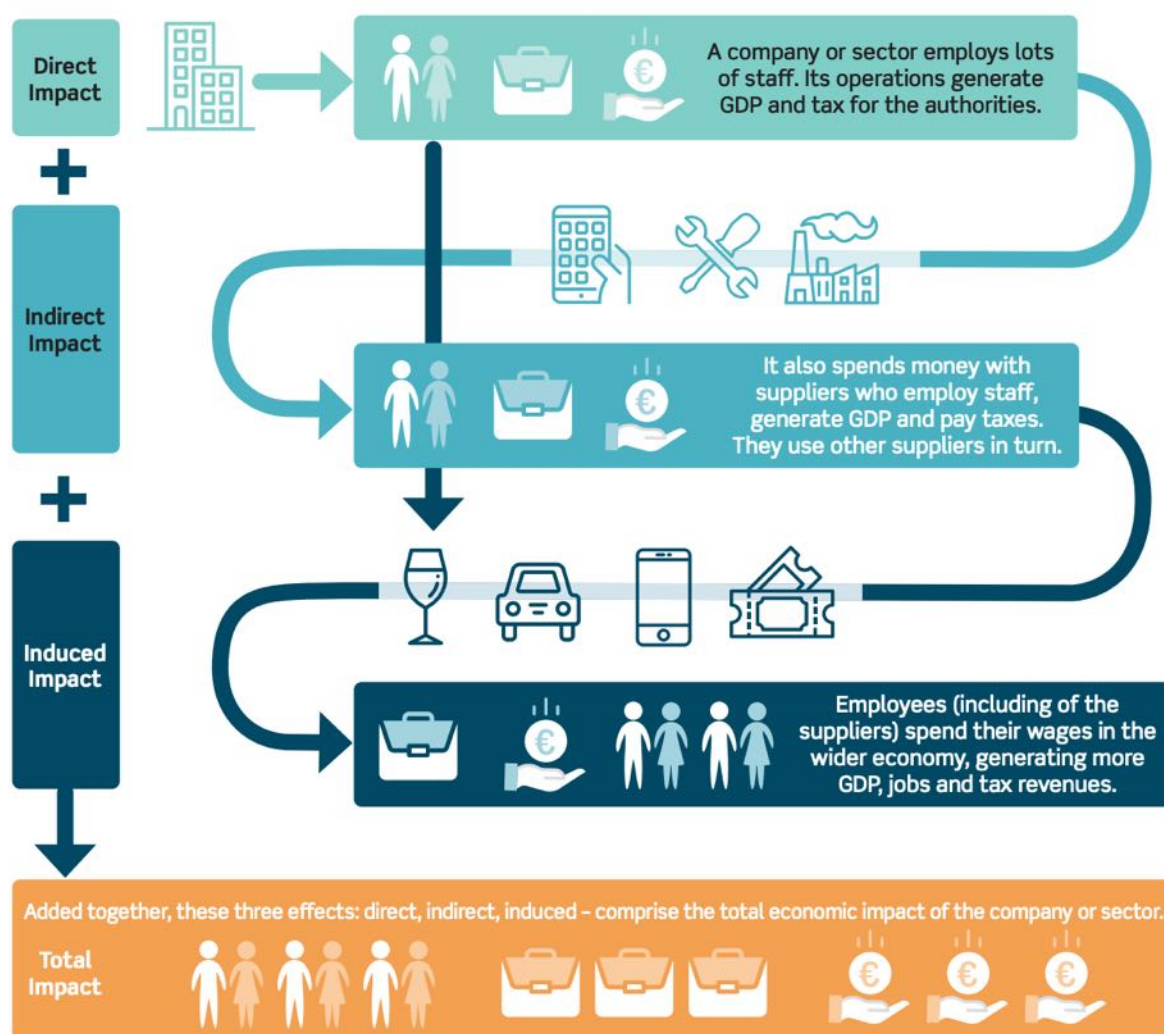 Direct
Impact
A company or sector employs lots
of staff. Its operations generate
GDP and tax for the authorities.
+
Indirect
Impact
It also spends money with
suppliers who employ staff,
generate GDP and pay taxes.
They use other suppliers in turn.
+
Induced
Impact
Employees (including of the
suppliers) spend their wages in the
wider economy, generating more
GDP, jobs and tax revenues.
Added together, these three effects: direct, indirect, induced – comprise the total economic impact of the company or sector.
Total
Impact
€
€
€
€
€
€